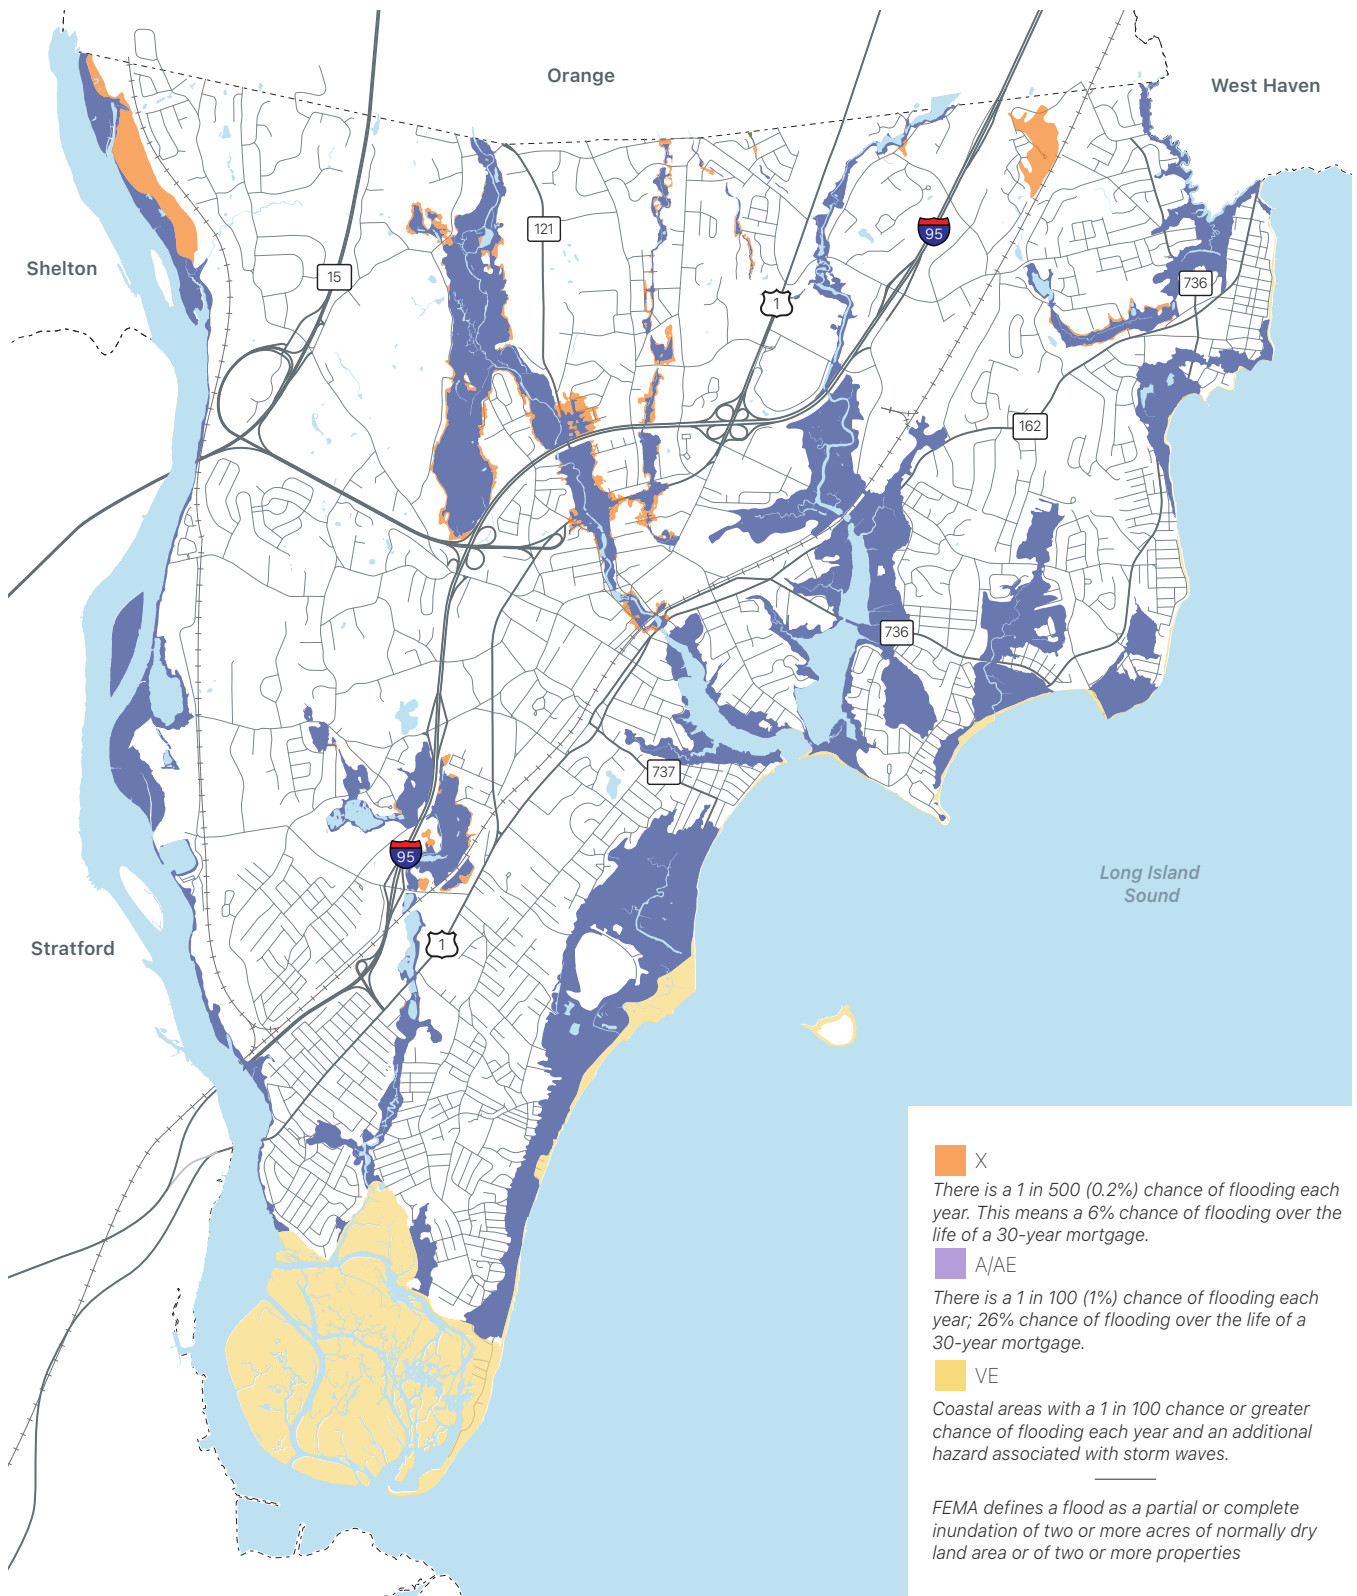 Orange
West Haven
121
95
Shelton
15
1
736
162
736
737
95
Long Island
Sound
1
Stratford
X
There is a 1 in 500 (0.2%) chance of flooding each
year. This means a 6% chance of flooding over the
life of a 30-year mortgage.
A/AE
There is a 1 in 100 (1%) chance of flooding each
year; 26% chance of flooding over the life of a
30-year mortgage.
VE
Coastal areas with a 1 in 100 chance or greater
chance of flooding each year and an additional
hazard associated with storm waves.
FEMA defines a flood as a partial or complete
inundation of two or more acres of normally dry
land area or of two or more properties